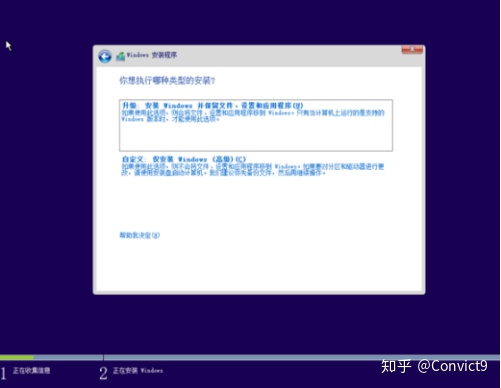 Windows 安装程序
你想执行哪种类型的安装?
升级: 安装 Windows 并保留文件、设置和应用程序(U)
如果使用此选项，则会将文件、设置和应用程序移到 Windows。只有当计算机上运行的是支持的
Windows 版本时，才能使用此选项。
自定义: 仅安装 Windows (高级)(C)
如果使用此选项，则不会将文件、设置和应用程序移到 Windows。如果要对分区和驱动器进行更
改，请使用安装盘启动计算机。我们建议你先备份文件，然后再继续操作。
帮助我决定(H)
1 正在收集信息
2 正在安装 Windows
知乎 @Convict9